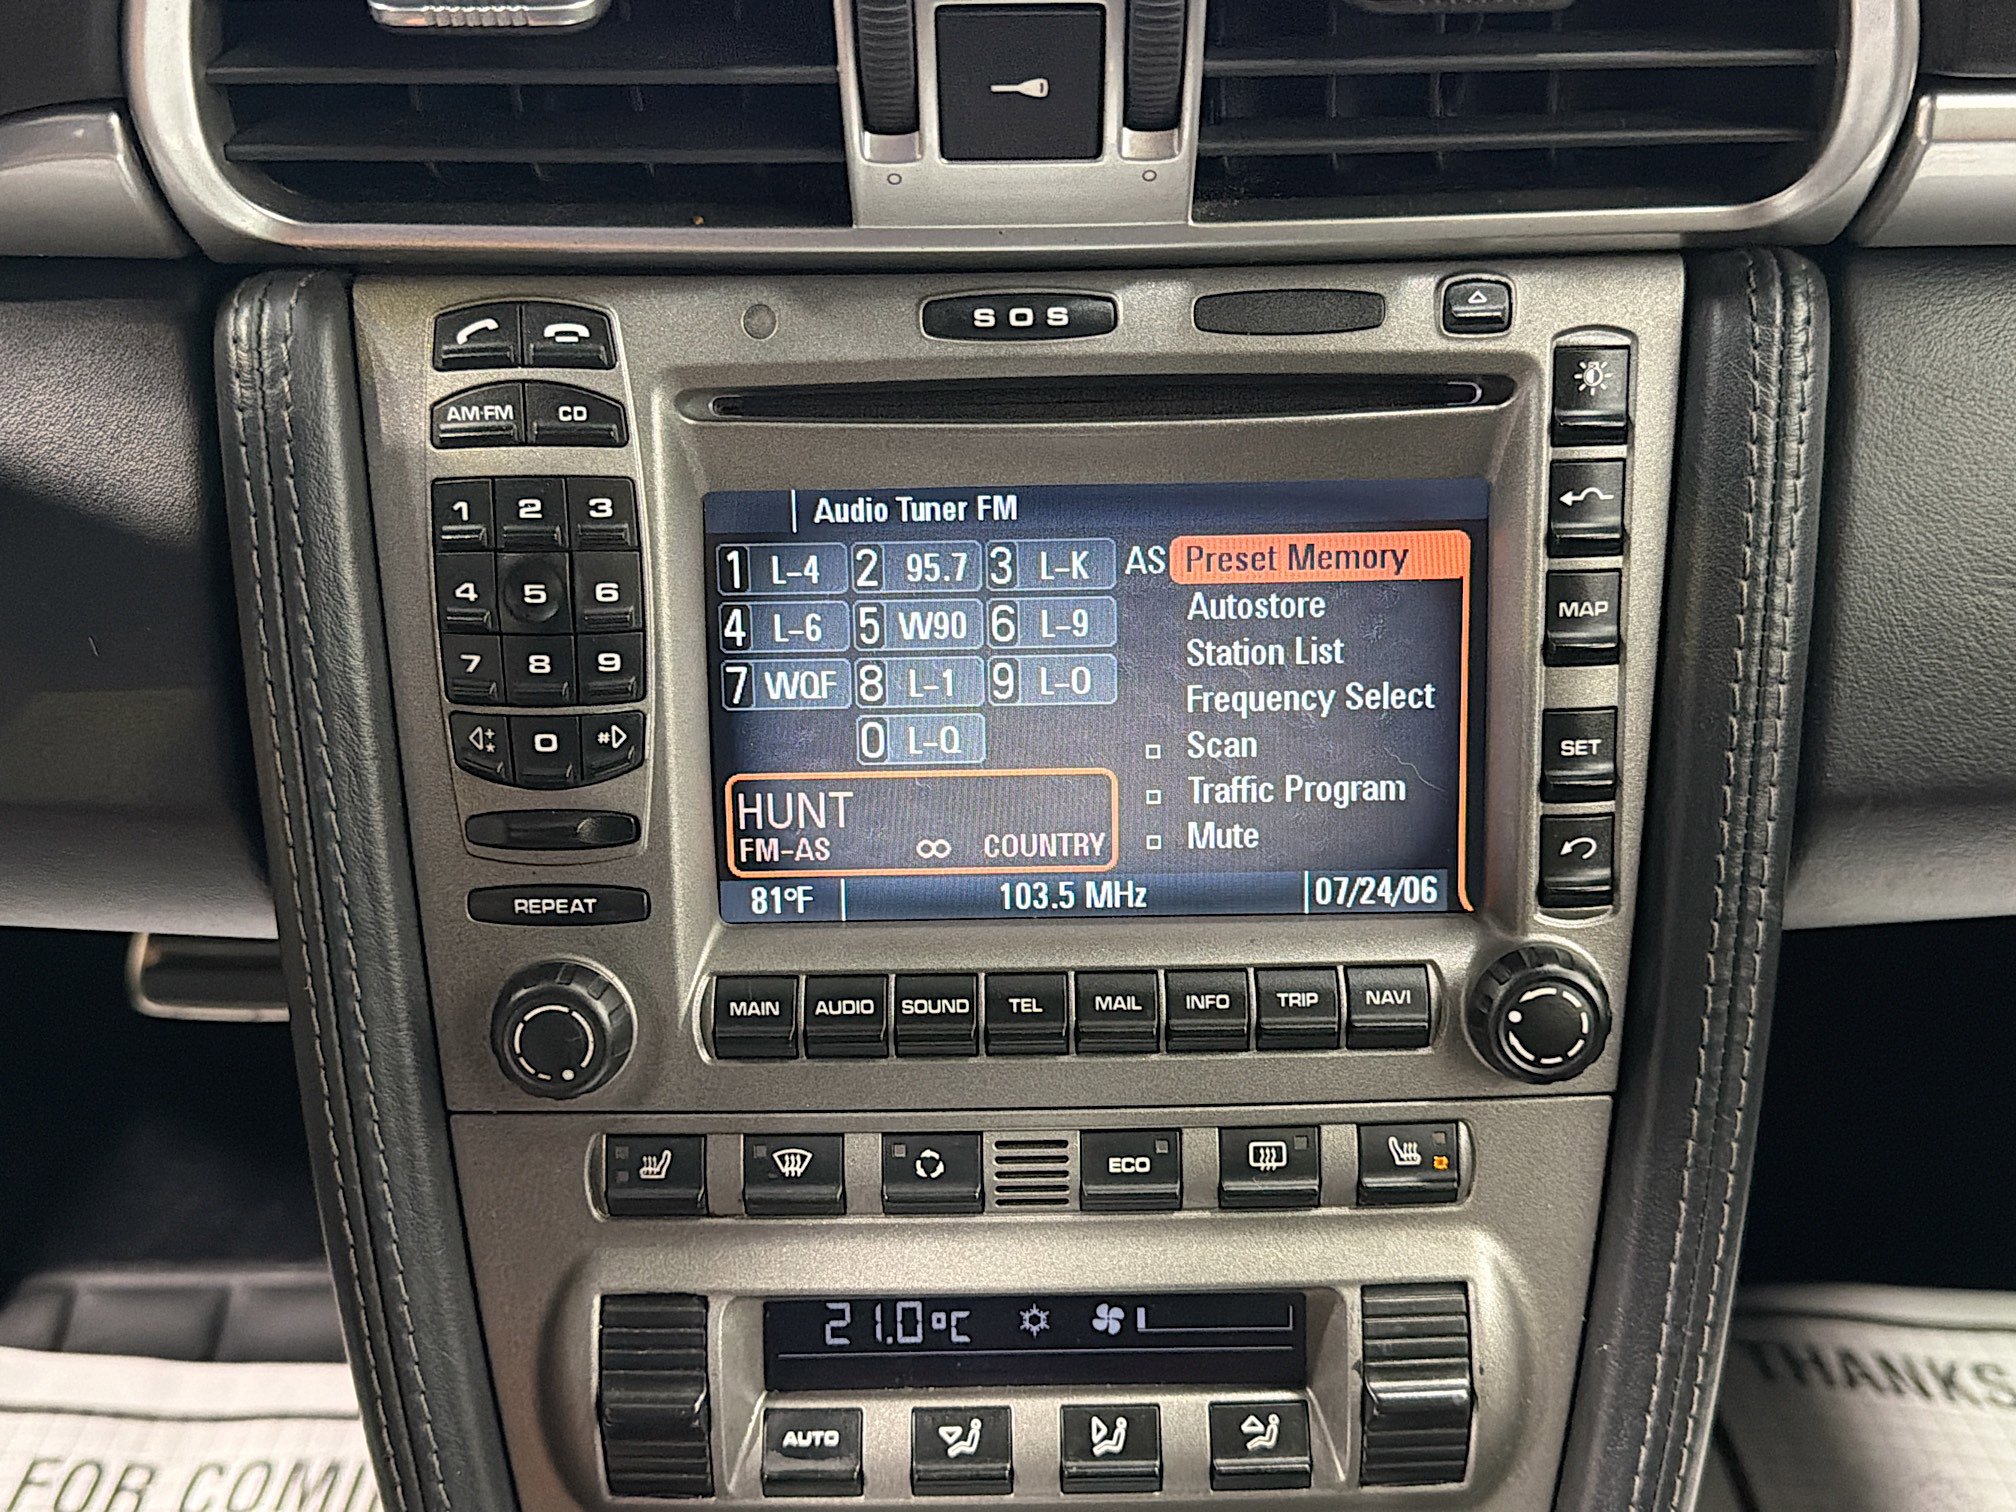 SOS
AM·FM CD
1 2 3
4 5 6
7 8 9
* 0 #
REPEAT
MAP
SET
Audio Tuner FM
1 L-4 2 95.7 3 L-K AS
4 L-6 5 W90 6 L-9
7 WQF 8 L-1 9 L-0
0 L-Q
Preset Memory
Autostore
Station List
Frequency Select
Scan
Traffic Program
Mute
HUNT
FM-AS ∞ COUNTRY
81°F 103.5 MHz 07/24/06
MAIN AUDIO SOUND TEL MAIL INFO TRIP NAVI
ECO
21.0°C
AUTO
FOR COMI
THANKS